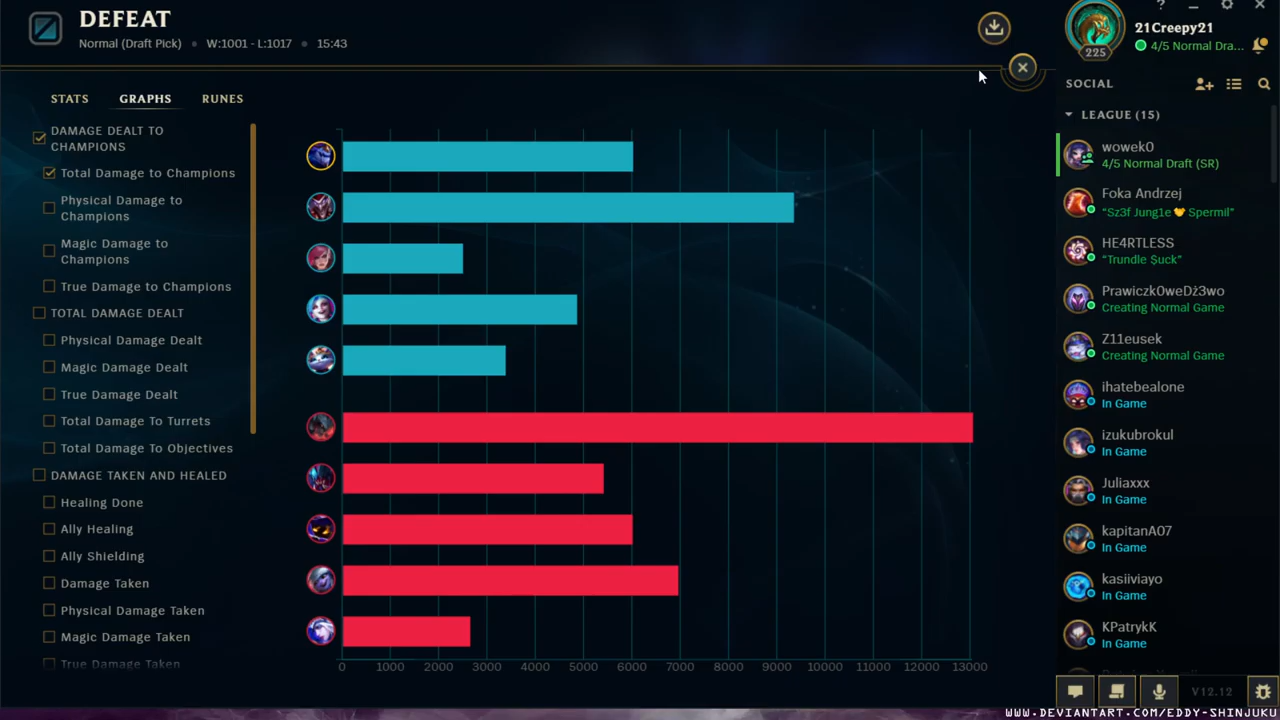 DEFEAT
Normal (Draft Pick) • W:1001 - L:1017 • 15:43
?
21Creepy21
4/5 Normal Dra...
225
SOCIAL
STATS GRAPHS RUNES
LEAGUE (15)
DAMAGE DEALT TO
CHAMPIONS
Total Damage to Champions
Physical Damage to
Champions
Magic Damage to
Champions
True Damage to Champions
TOTAL DAMAGE DEALT
Physical Damage Dealt
Magic Damage Dealt
True Damage Dealt
Total Damage To Turrets
Total Damage To Objectives
DAMAGE TAKEN AND HEALED
Healing Done
Ally Healing
Ally Shielding
Damage Taken
Physical Damage Taken
Magic Damage Taken
True Damage Taken
0 1000 2000 3000 4000 5000 6000 7000 8000 9000 10000 11000 12000 13000
wowek0
4/5 Normal Draft (SR)
Foka Andrzej
"Sz3f Jung1e Spermil"
HE4RTLESS
"Trundle $uck"
Prawiczk0weDż3wo
Creating Normal Game
Z11eusek
Creating Normal Game
ihatebealone
In Game
izukubrokul
In Game
Juliaxxx
In Game
kapitanA07
In Game
kasiiviayo
In Game
KPatrykK
In Game
V12.12
WWW.DEVIANTART.COM/EDDY-SHINJUKU